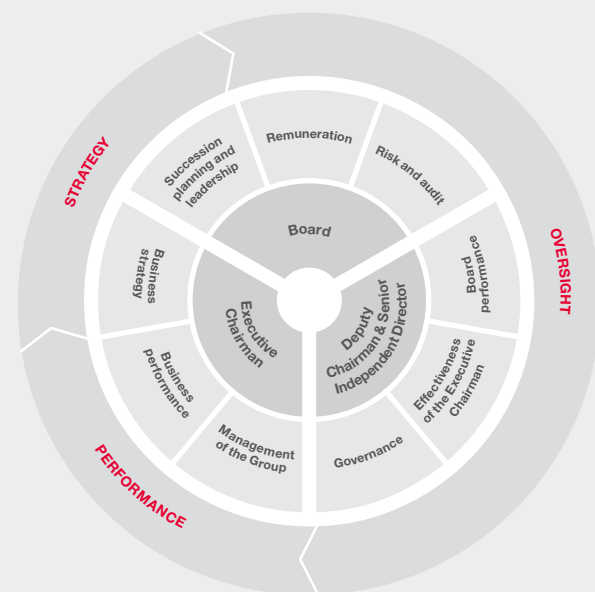 STRATEGY
OVERSIGHT
PERFORMANCE
Succession
planning and
leadership
Remuneration
Risk and audit
Board
performance
Effectiveness
of the Executive
Chairman
Governance
Management
of the Group
Business
performance
Business
strategy
Board
Deputy
Chairman & Senior
Independent Director
Executive
Chairman